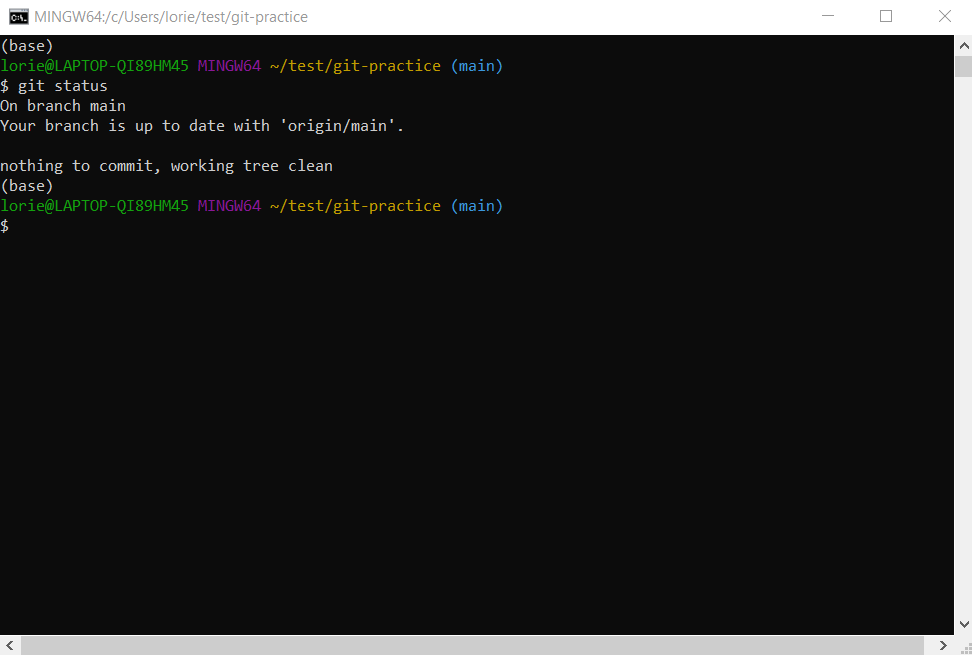 MINGW64:/c/Users/lorie/test/git-practice
(base)
lorie@LAPTOP-QI89HM45 MINGW64 ~/test/git-practice (main)
$ git status
On branch main
Your branch is up to date with 'origin/main'.
nothing to commit, working tree clean
(base)
lorie@LAPTOP-QI89HM45 MINGW64 ~/test/git-practice (main)
$